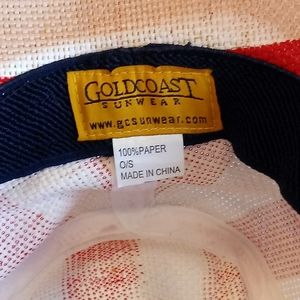 GOLDCOAST
SUNWEAR
www.gcsunwear.com
100%PAPER
O/S
MADE IN CHINA